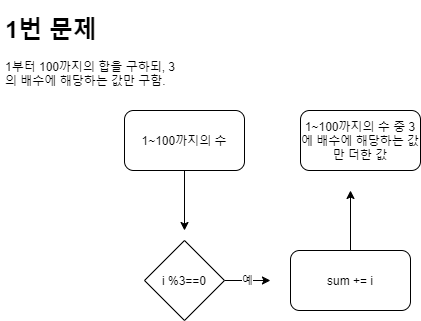 1번 문제
1부터 100까지의 합을 구하되, 3
의 배수에 해당하는 값만 구함.
1~100까지의 수
1~100까지의 수 중 3
에 배수에 해당하는 값
만 더한 값
i %3==0
예
sum += i